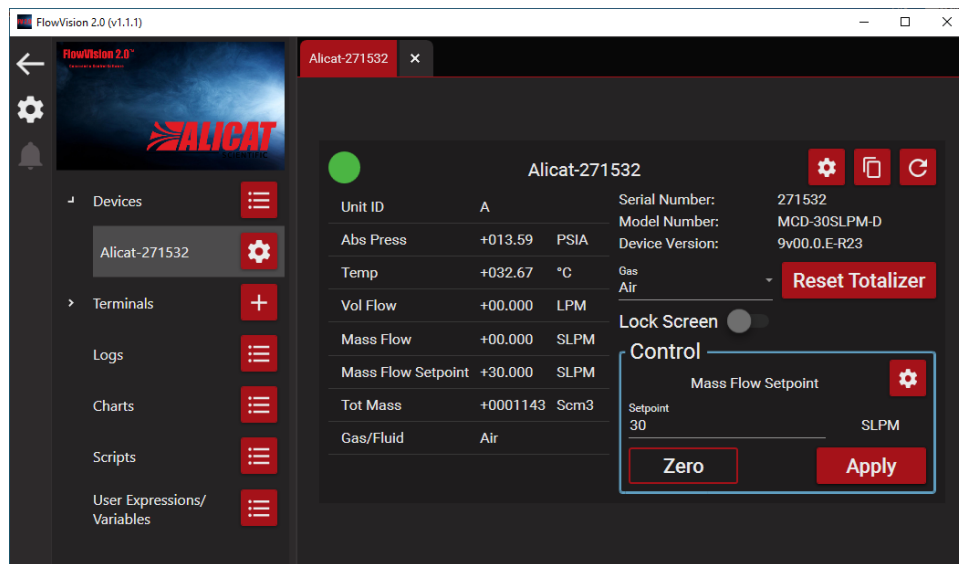 FlowVision 2.0 (v1.1.1)
FlowVision 2.0™
ALICAT
Devices
Alicat-271532
Terminals
Logs
Charts
Scripts
User Expressions/
Variables
Alicat-271532
Alicat-271532
Unit ID A
Abs Press +013.59 PSIA
Temp +032.67 °C
Vol Flow +00.000 LPM
Mass Flow +00.000 SLPM
Mass Flow Setpoint +30.000 SLPM
Tot Mass +0001143 Scm3
Gas/Fluid Air
Serial Number: 271532
Model Number: MCD-30SLPM-D
Device Version: 9v00.0.E-R23
Gas
Air
Reset Totalizer
Lock Screen
Control
Mass Flow Setpoint
Setpoint
30 SLPM
Zero Apply